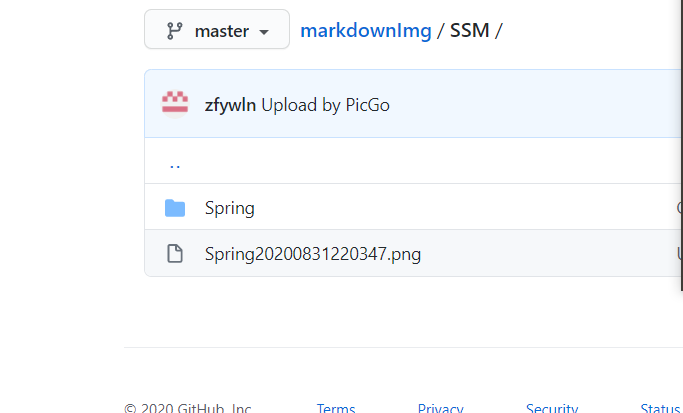 master markdownImg / SSM /
zfywln Upload by PicGo
..
Spring
Spring20200831220347.png
© 2020 GitHub, Inc. Terms Privacy Security Status